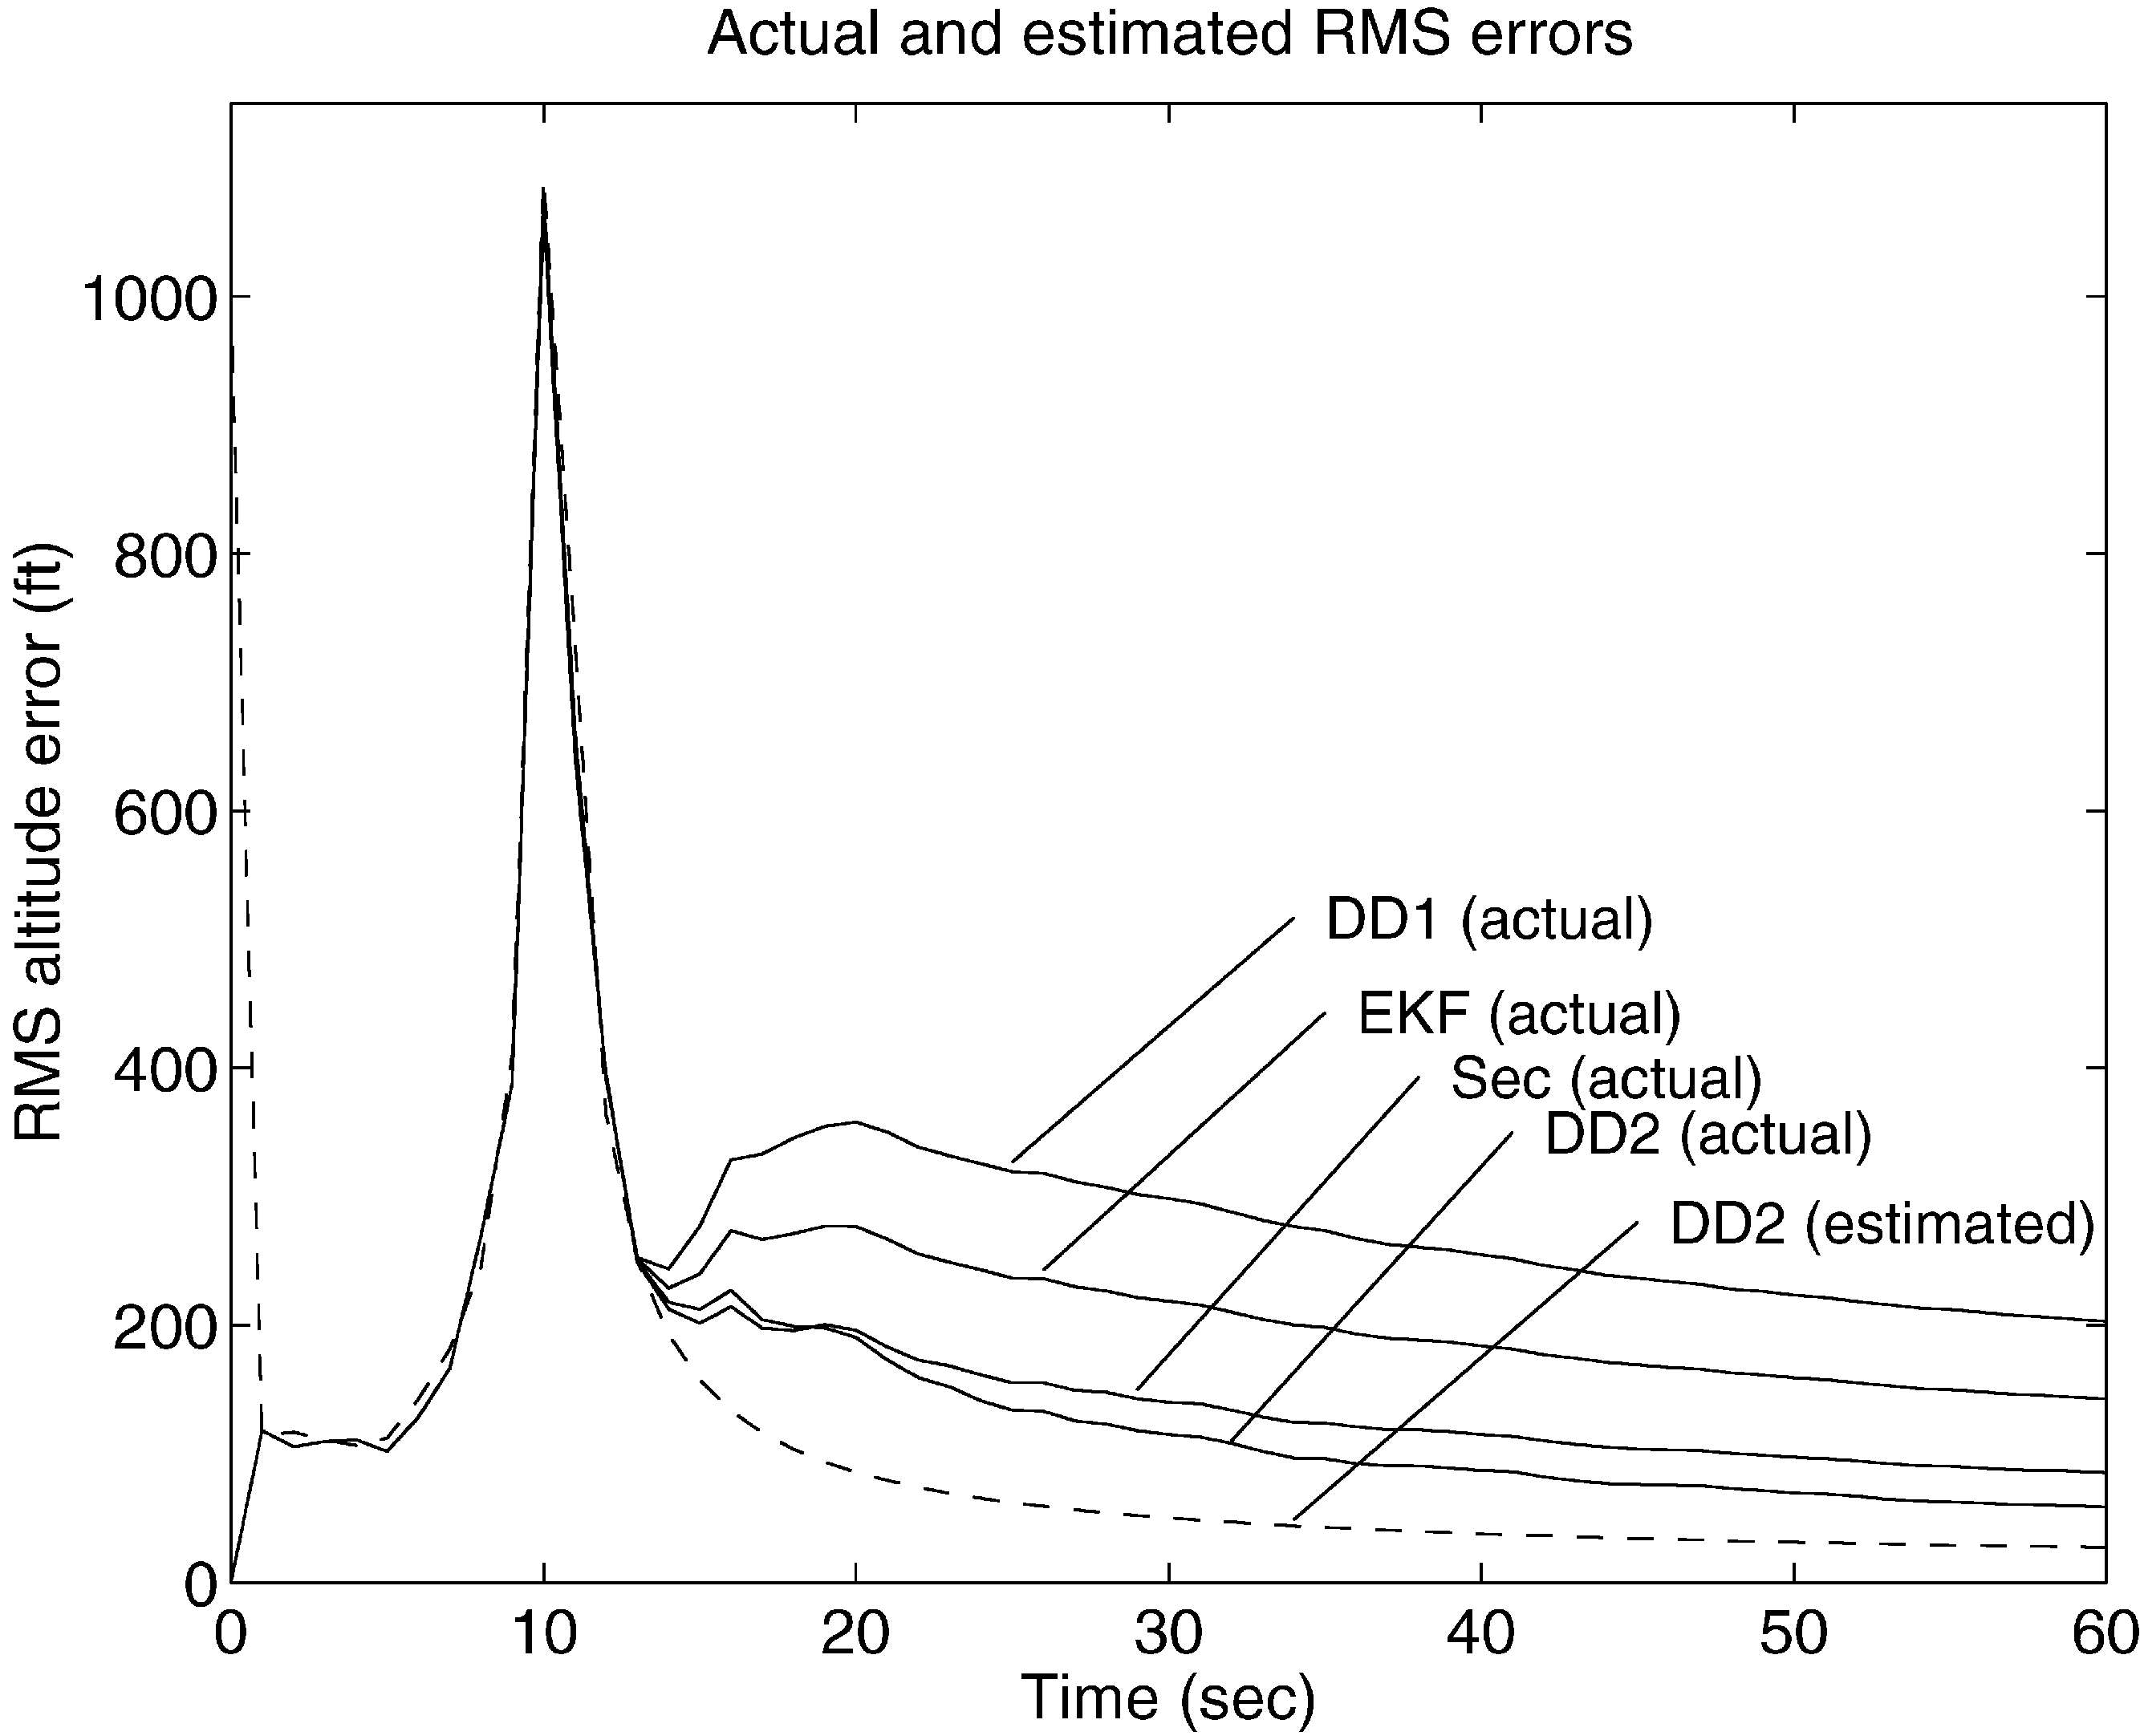 Actual and estimated RMS errors
RMS altitude error (ft)
1000
800
600
400
200
0
DD1 (actual)
EKF (actual)
Sec (actual)
DD2 (actual)
DD2 (estimated)
0 10 20 30 40 50 60
Time (sec)